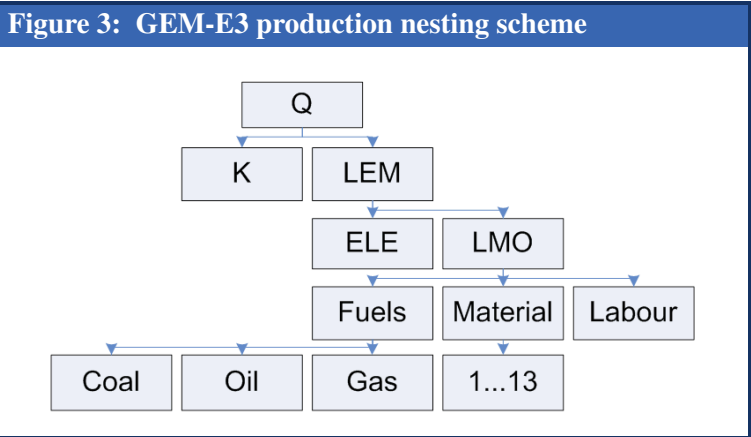 Figure 3: GEM-E3 production nesting scheme
Q
K LEM
ELE LMO
Fuels Material Labour
Coal Oil Gas 1...13